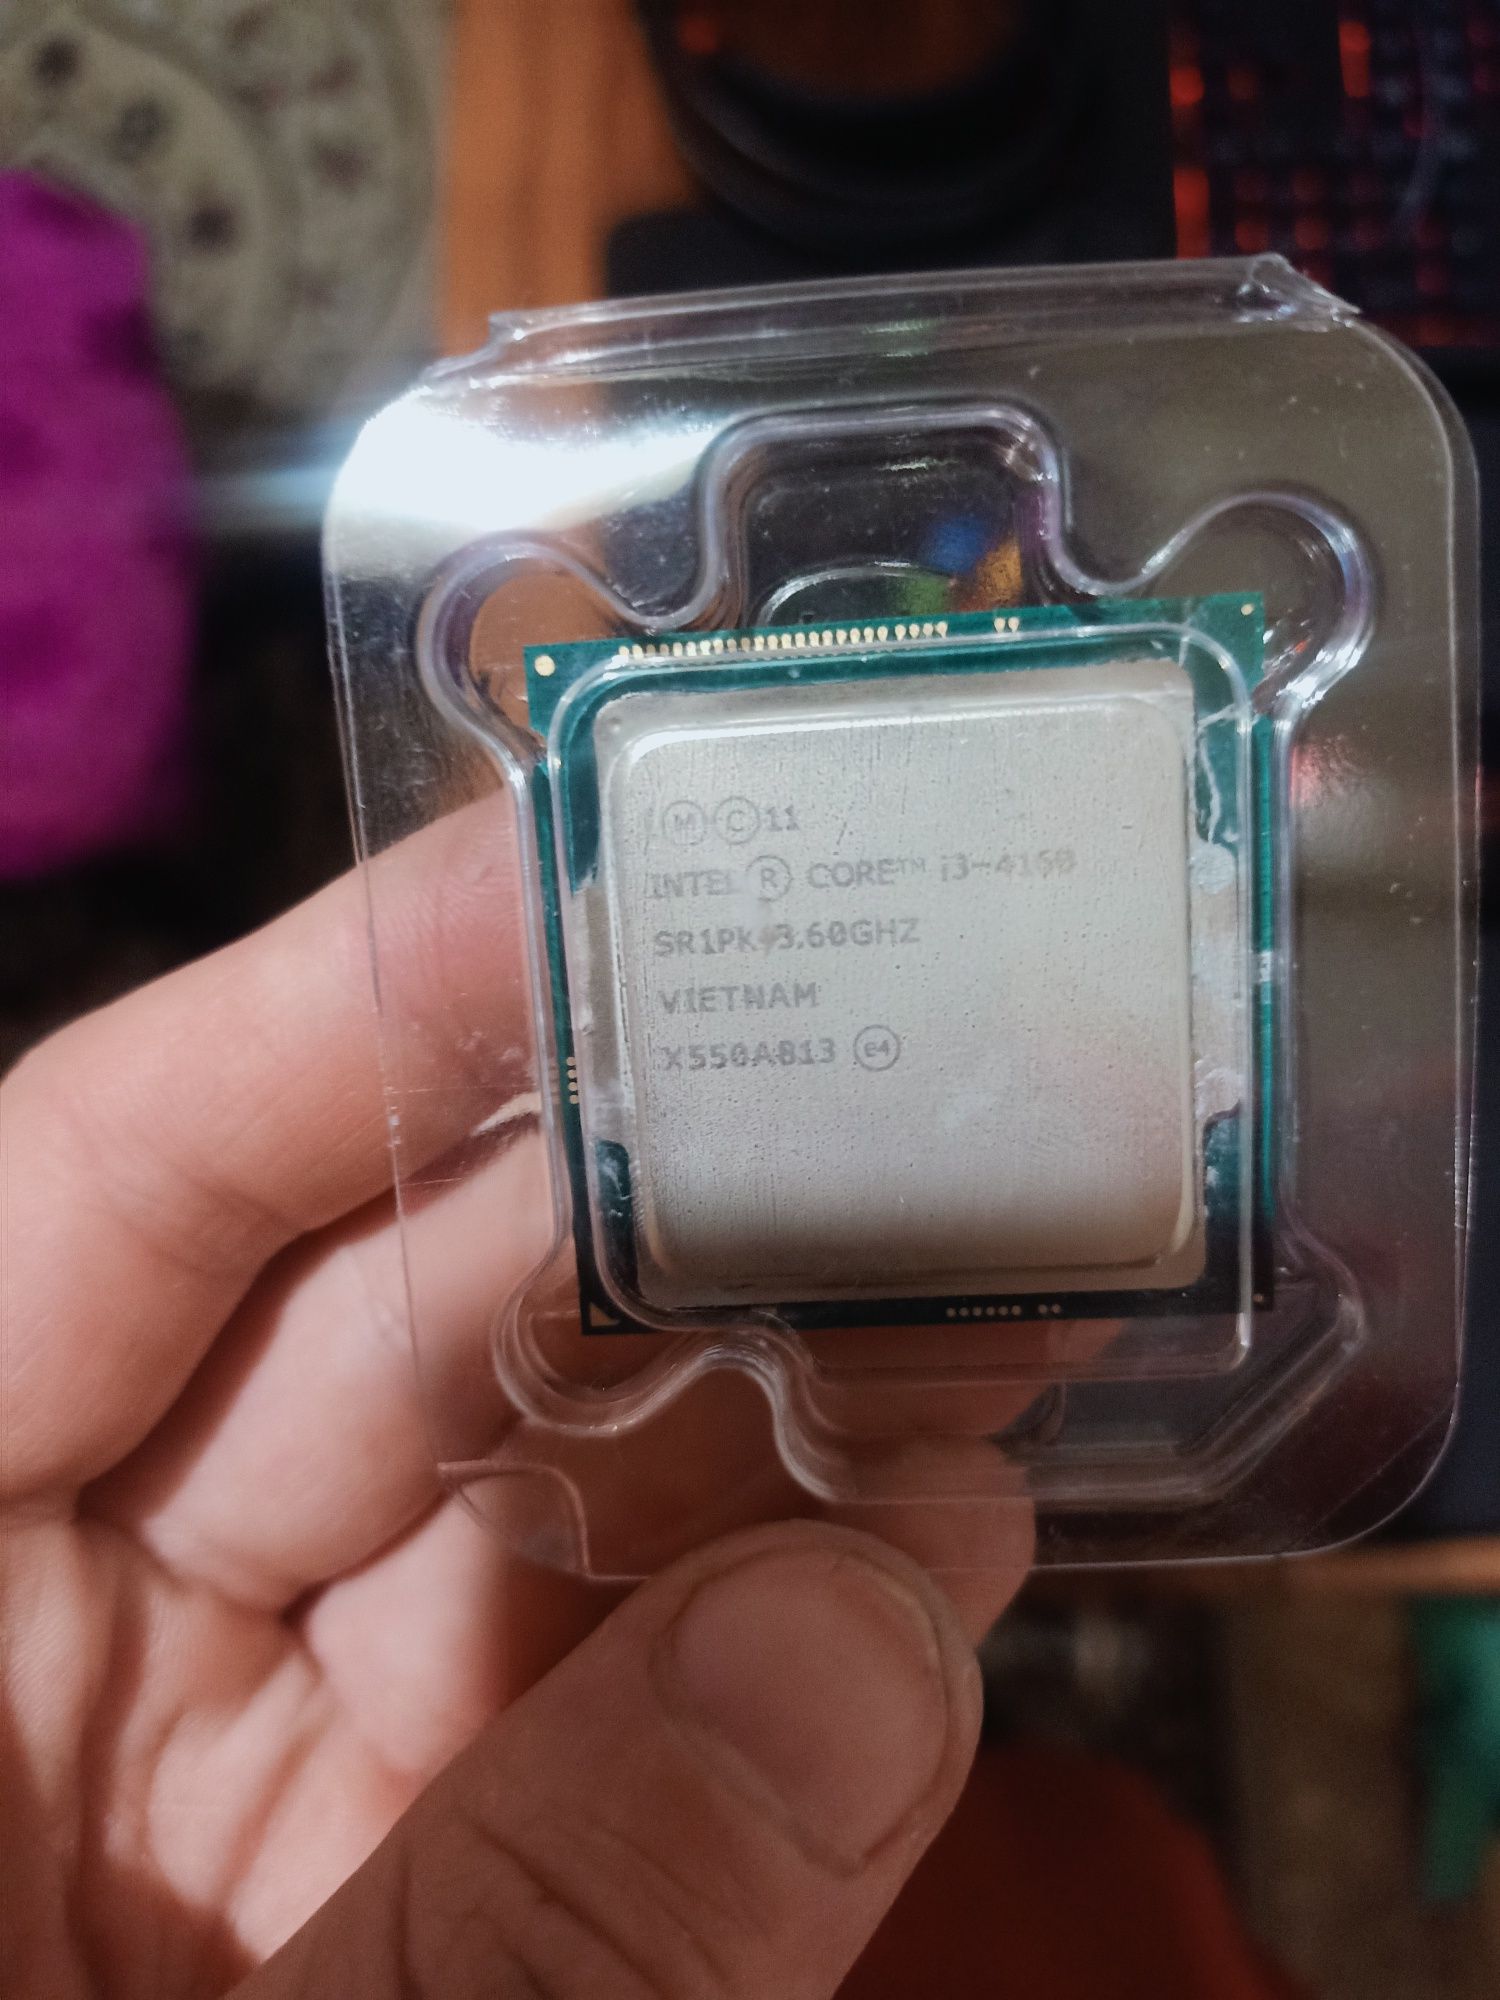 Ⓜ Ⓒ 11
INTEL® CORE™ i3-4160
SR1PK 3.60GHZ
VIETNAM
X550A813 e4